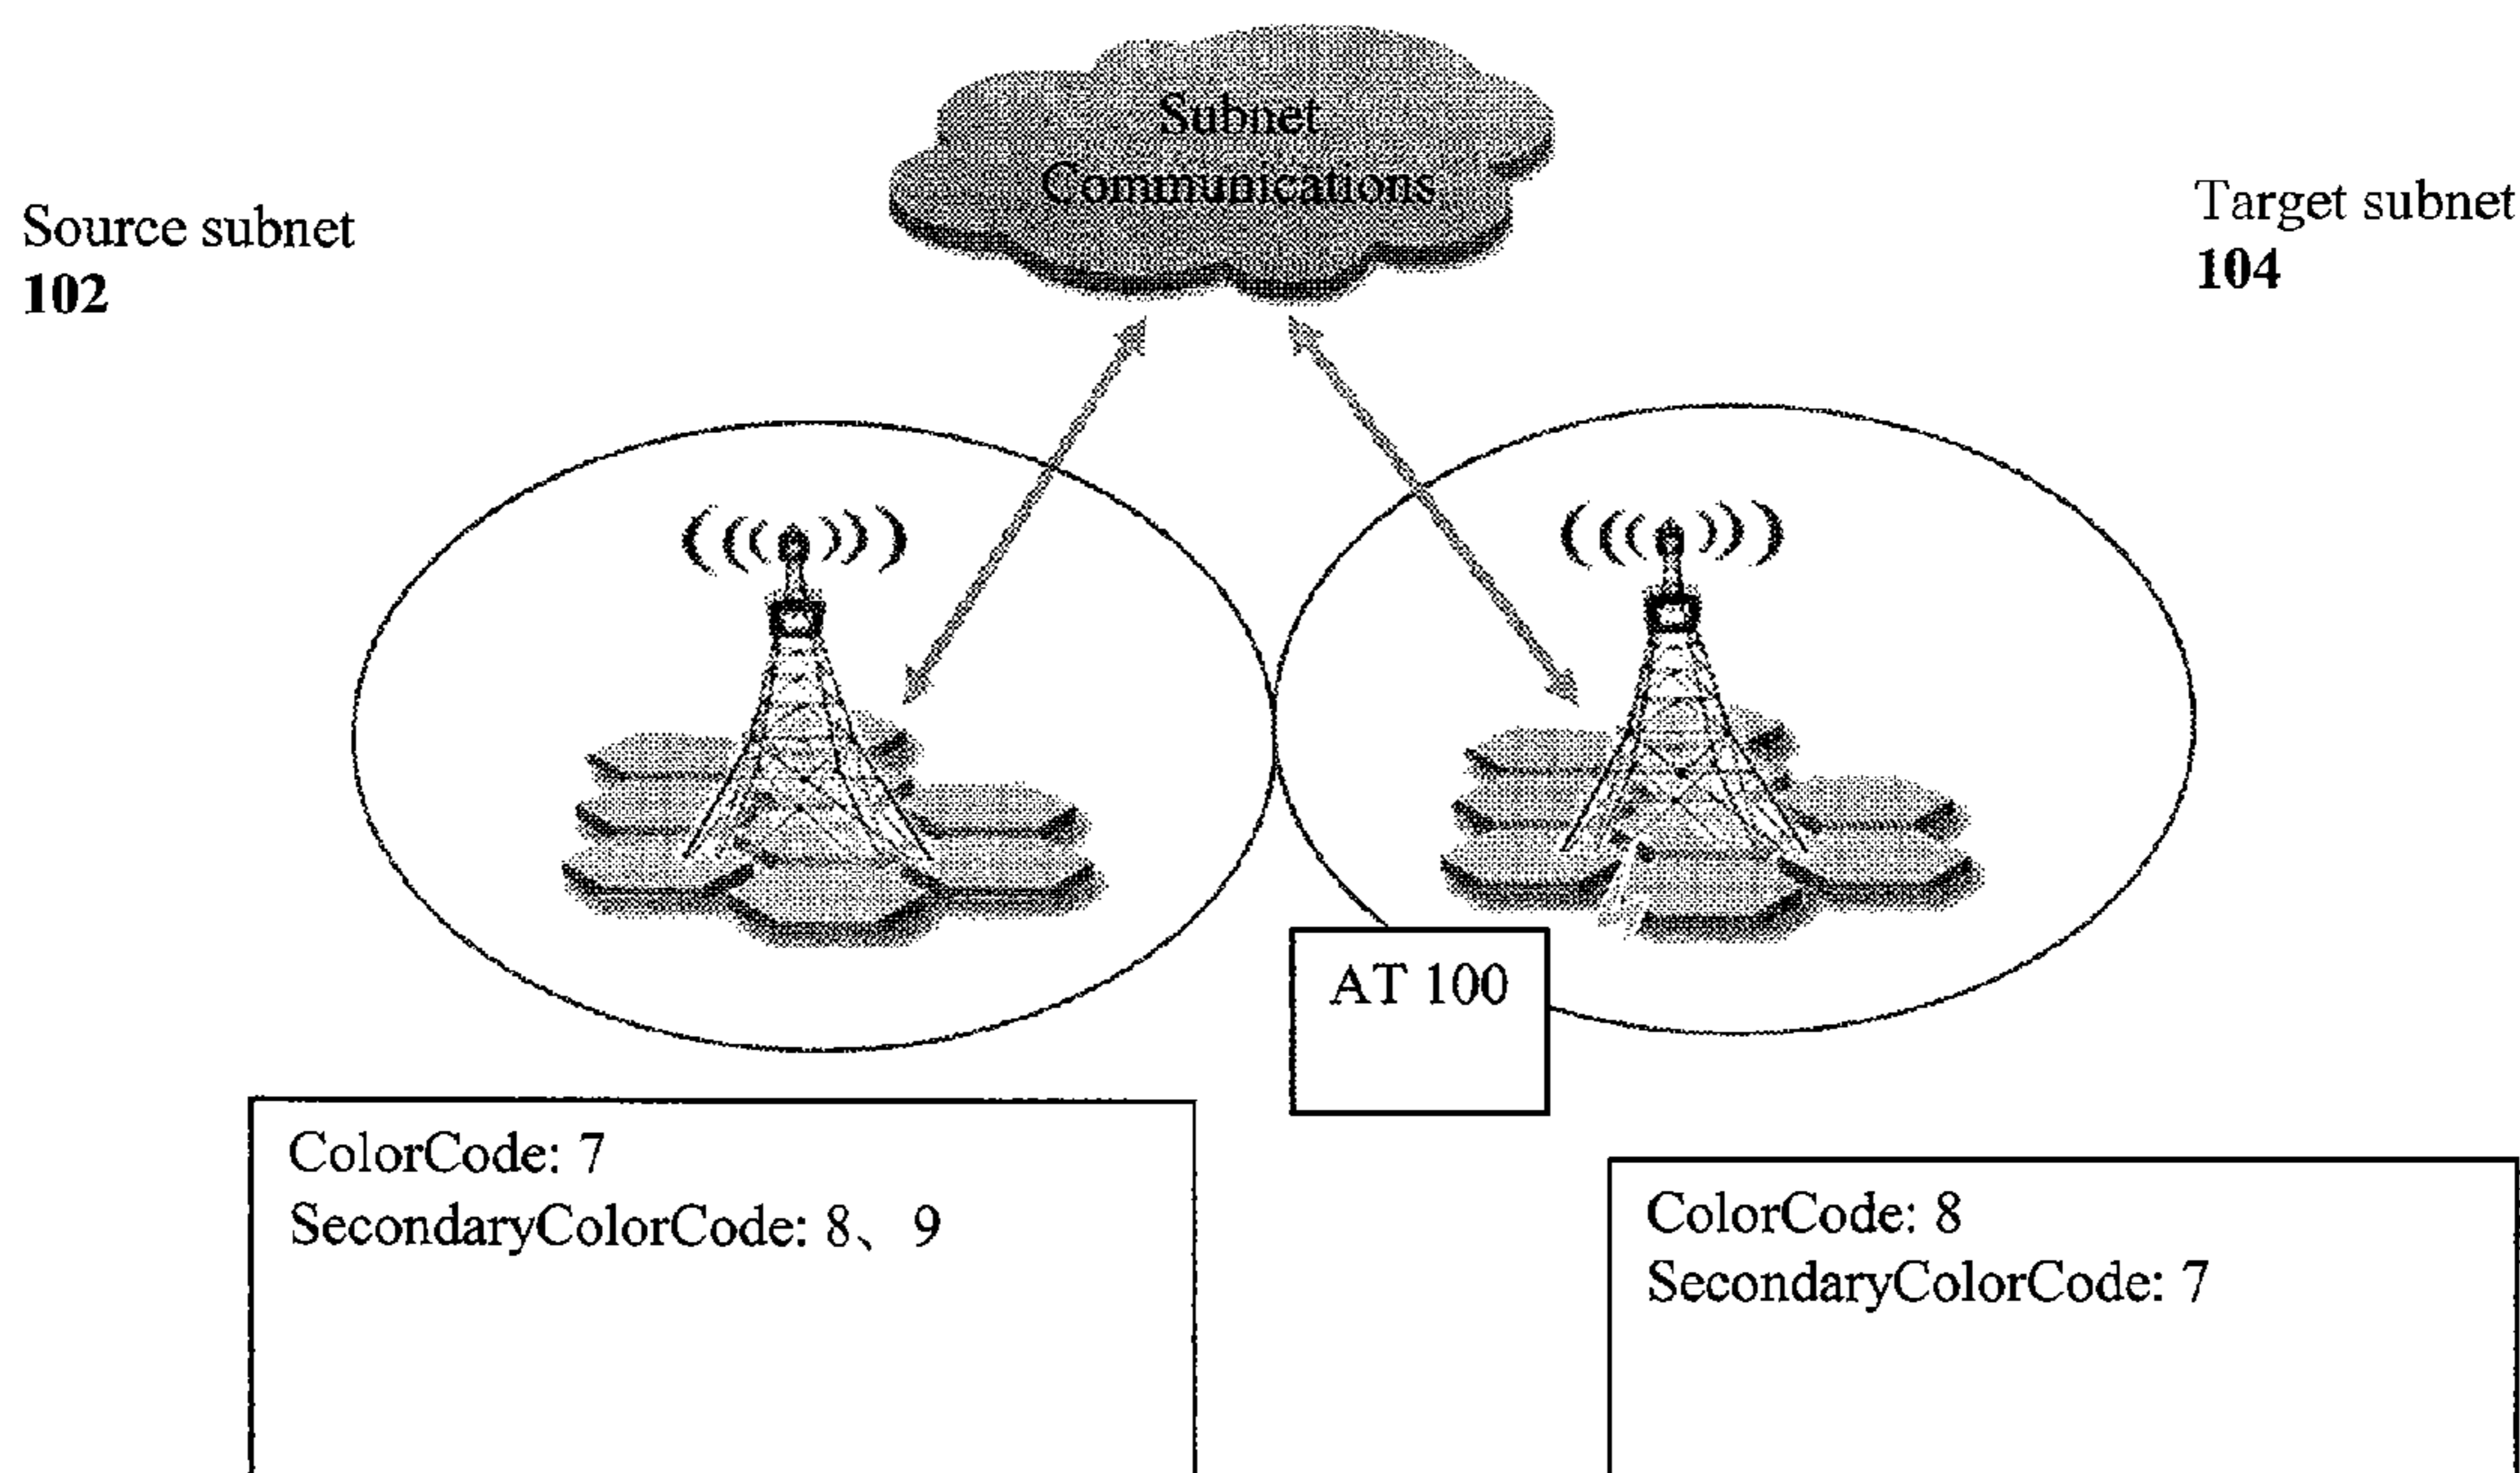 Subnet
Communications
Source subnet
102
Target subnet
104
AT 100
ColorCode: 7
SecondaryColorCode: 8、 9
ColorCode: 8
SecondaryColorCode: 7